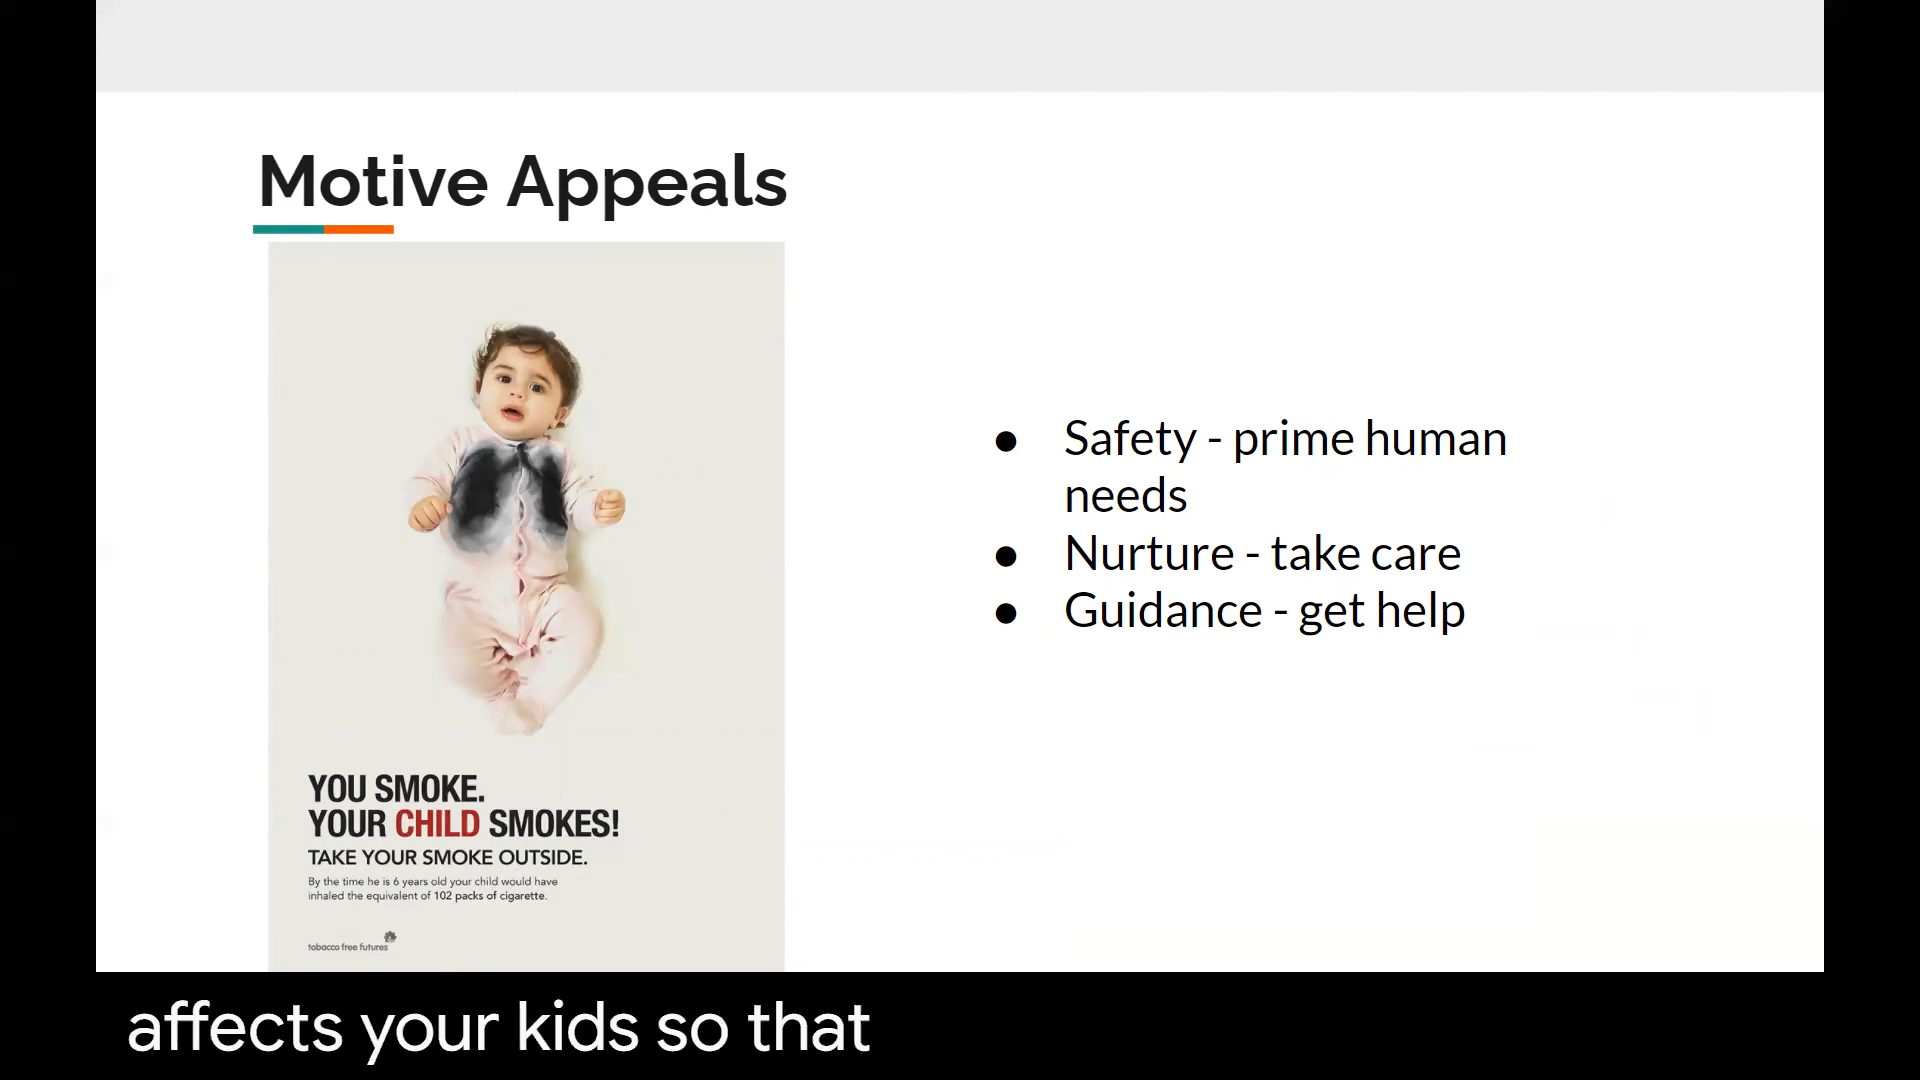 Motive Appeals
YOU SMOKE.
YOUR CHILD SMOKES!
TAKE YOUR SMOKE OUTSIDE.
By the time he is 6 years old your child would have
inhaled the equivalent of 102 packs of cigarette.
tobacco free futures
● Safety - prime human
needs
● Nurture - take care
● Guidance - get help
affects your kids so that